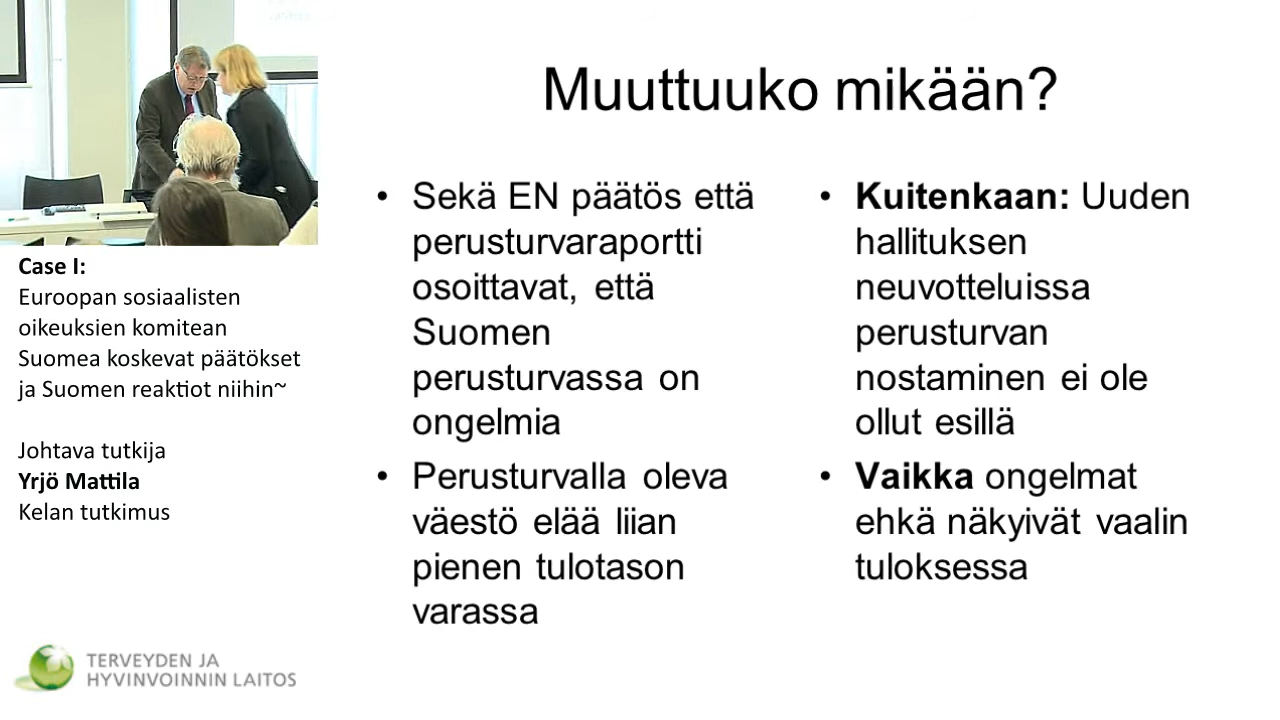 Muuttuuko mikään?
• Sekä EN päätös että
perusturvaraportti
osoittavat, että
Suomen
perusturvassa on
ongelmia
• Perusturvalla oleva
väestö elää liian
pienen tulotason
varassa
• Kuitenkaan: Uuden
hallituksen
neuvotteluissa
perusturvan
nostaminen ei ole
ollut esillä
• Vaikka ongelmat
ehkä näkyivät vaalin
tuloksessa
Case I:
Euroopan sosiaalisten
oikeuksien komitean
Suomea koskevat päätökset
ja Suomen reaktiot niihin~
Johtava tutkija
Yrjö Mattila
Kelan tutkimus
TERVEYDEN JA
HYVINVOINNIN LAITOS